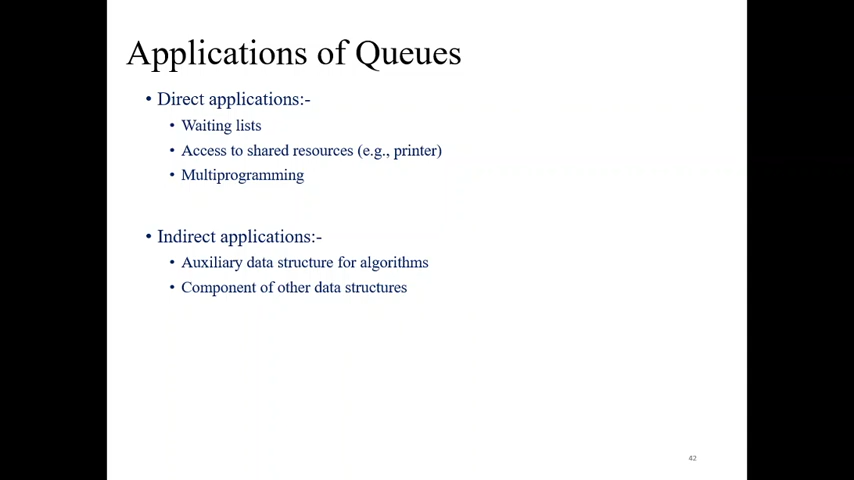 Applications of Queues
• Direct applications:-
• Waiting lists
• Access to shared resources (e.g., printer)
• Multiprogramming
• Indirect applications:-
• Auxiliary data structure for algorithms
• Component of other data structures
42